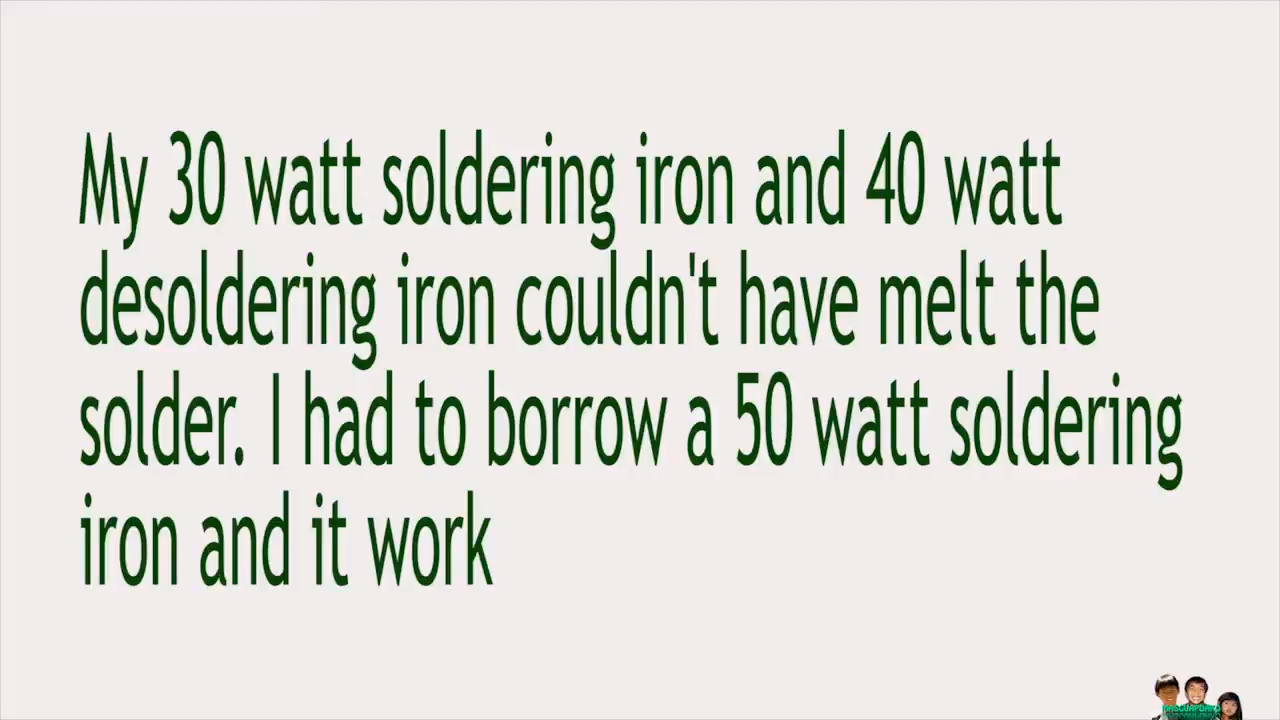 My 30 watt soldering iron and 40 watt
desoldering iron couldn't have melt the
solder. I had to borrow a 50 watt soldering
iron and it work